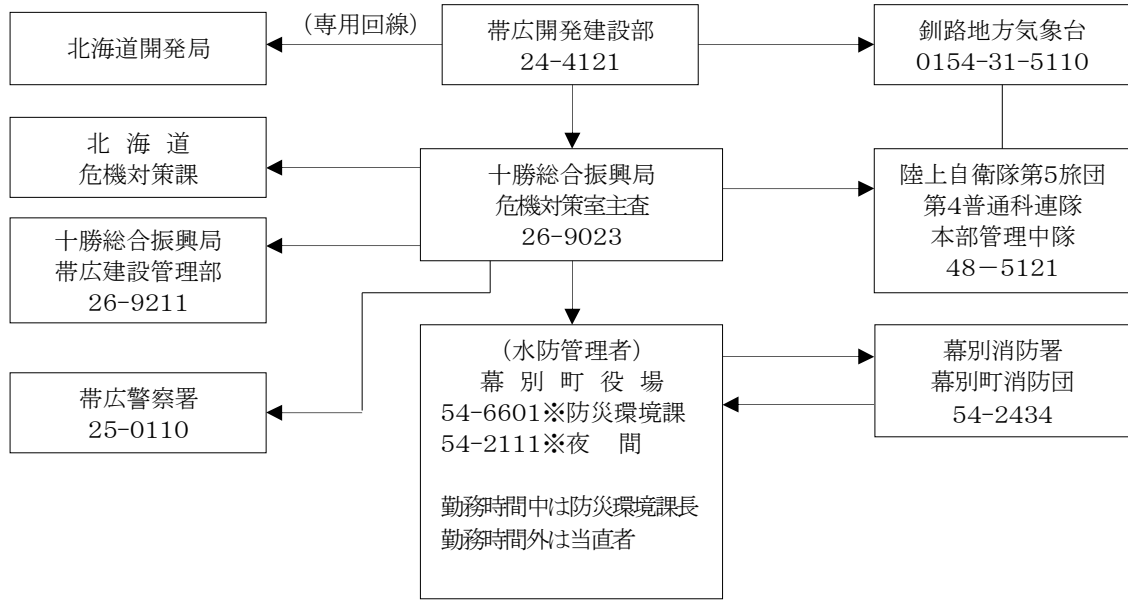 北海道開発局
(専用回線)
帯広開発建設部
24-4121
釧路地方気象台
0154-31-5110
北 海 道
危機対策課
十勝総合振興局
危機対策室主査
26-9023
陸上自衛隊第5旅団
第4普通科連隊
本部管理中隊
48－5121
十勝総合振興局
帯広建設管理部
26-9211
帯広警察署
25-0110
(水防管理者)
幕 別 町 役 場
54-6601※防災環境課
54-2111※夜 間
勤務時間中は防災環境課長
勤務時間外は当直者
幕別消防署
幕別町消防団
54-2434